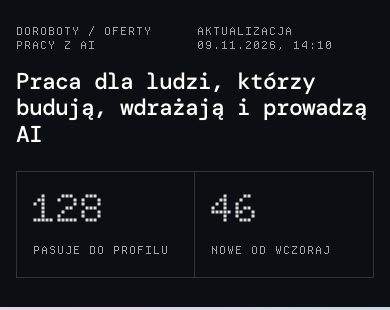 DOROBOTY / OFERTY PRACY Z AI
AKTUALIZACJA
09.11.2026, 14:10
Praca dla ludzi, którzy
budują, wdrażają i prowadzą
AI
128
PASUJE DO PROFILU
46
NOWE OD WCZORAJ